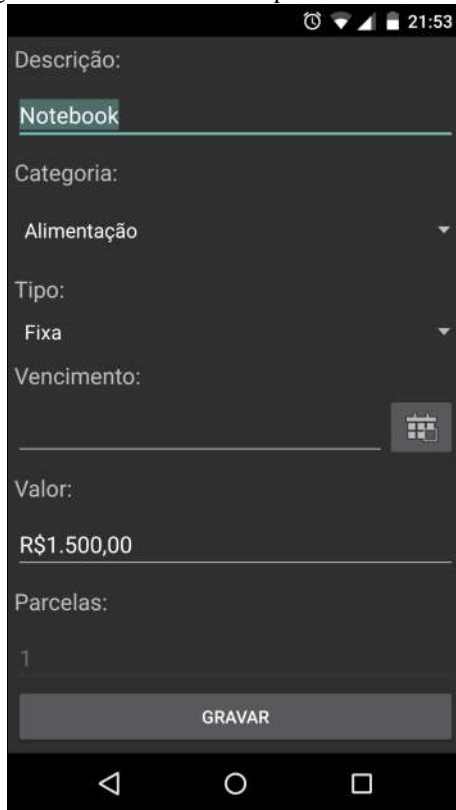 21:53
Descrição:
Notebook
Categoria:
Alimentação
Tipo:
Fixa
Vencimento:
Valor:
R$1.500,00
Parcelas:
1
GRAVAR